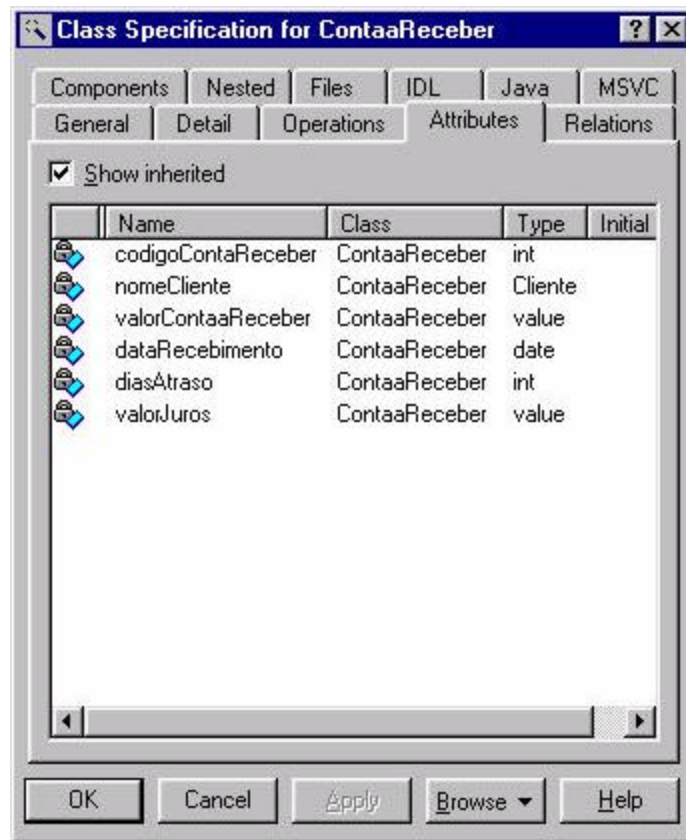 Class Specification for ContaaReceber
Components Nested Files IDL Java MSVC
General Detail Operations Attributes Relations
Show inherited
Name Class Type Initial
codigoContaReceber ContaaReceber int
nomeCliente ContaaReceber Cliente
valorContaaReceber ContaaReceber value
dataRecebimento ContaaReceber date
diasAtraso ContaaReceber int
valorJuros ContaaReceber value
OK Cancel Apply Browse Help